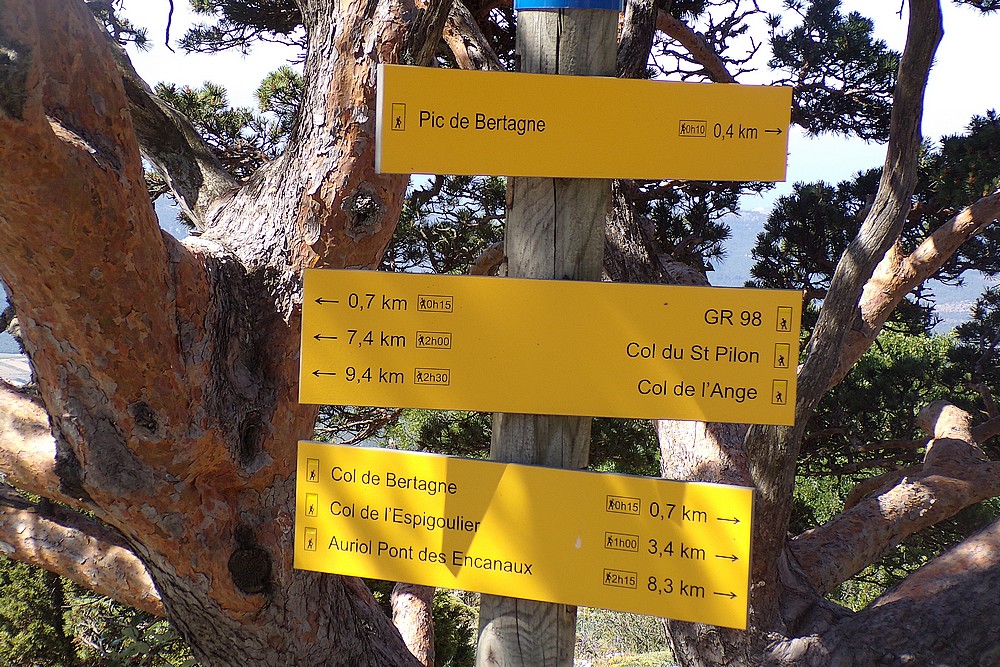 Pic de Bertagne 0h10 0,4 km →
← 0,7 km 0h15 GR 98
← 7,4 km 2h00 Col du St Pilon
← 9,4 km 2h30 Col de l'Ange
Col de Bertagne 0h15 0,7 km →
Col de l'Espigoulier 1h00 3,4 km →
Auriol Pont des Encanaux 2h15 8,3 km →